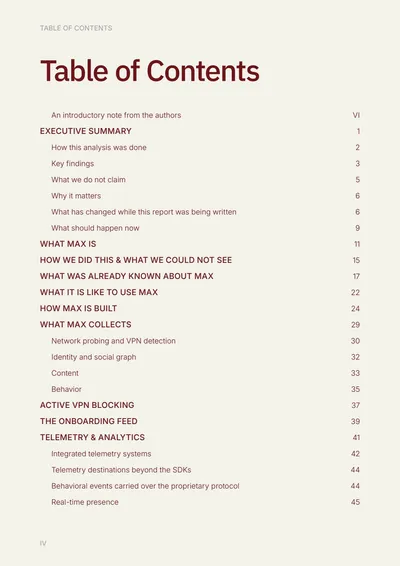 TABLE OF CONTENTS
Table of Contents
An introductory note from the authors VI
EXECUTIVE SUMMARY 1
How this analysis was done 2
Key findings 3
What we do not claim 5
Why it matters 6
What has changed while this report was being written 6
What should happen now 9
WHAT MAX IS 11
HOW WE DID THIS & WHAT WE COULD NOT SEE 15
WHAT WAS ALREADY KNOWN ABOUT MAX 17
WHAT IT IS LIKE TO USE MAX 22
HOW MAX IS BUILT 24
WHAT MAX COLLECTS 29
Network probing and VPN detection 30
Identity and social graph 32
Content 33
Behavior 35
ACTIVE VPN BLOCKING 37
THE ONBOARDING FEED 39
TELEMETRY & ANALYTICS 41
Integrated telemetry systems 42
Telemetry destinations beyond the SDKs 44
Behavioral events carried over the proprietary protocol 44
Real-time presence 45
IV